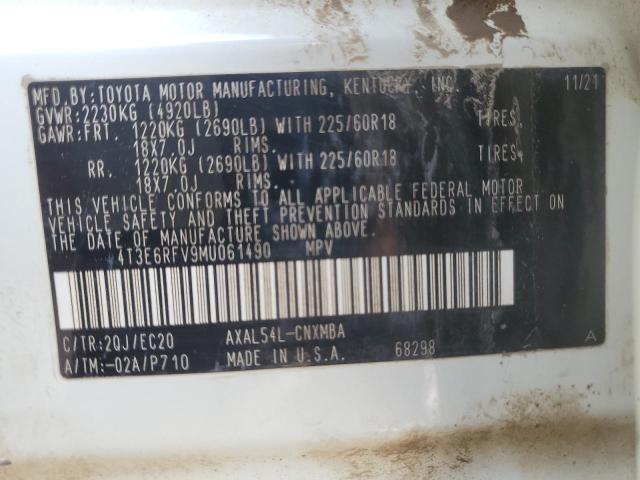 MFD.BY:TOYOTA MOTOR MANUFACTURING, KENTUCKY, INC. 11/21
GVWR:2230KG (4920LB)
GAWR:FRT. 1220KG (2690LB) WITH 225/60R18 TIRES,
18X7.0J RIMS.
RR. 1220KG (2690LB) WITH 225/60R18 TIRES,
18X7.0J RIMS.
THIS VEHICLE CONFORMS TO ALL APPLICABLE FEDERAL MOTOR
VEHICLE SAFETY AND THEFT PREVENTION STANDARDS IN EFFECT ON
THE DATE OF MANUFACTURE SHOWN ABOVE.
4T3E6RFV9MU061490 MPV
C/TR:2QJ/EC20 AXAL54L-CNXMBA A
A/TM:-02A/P710 MADE IN U.S.A. 68298